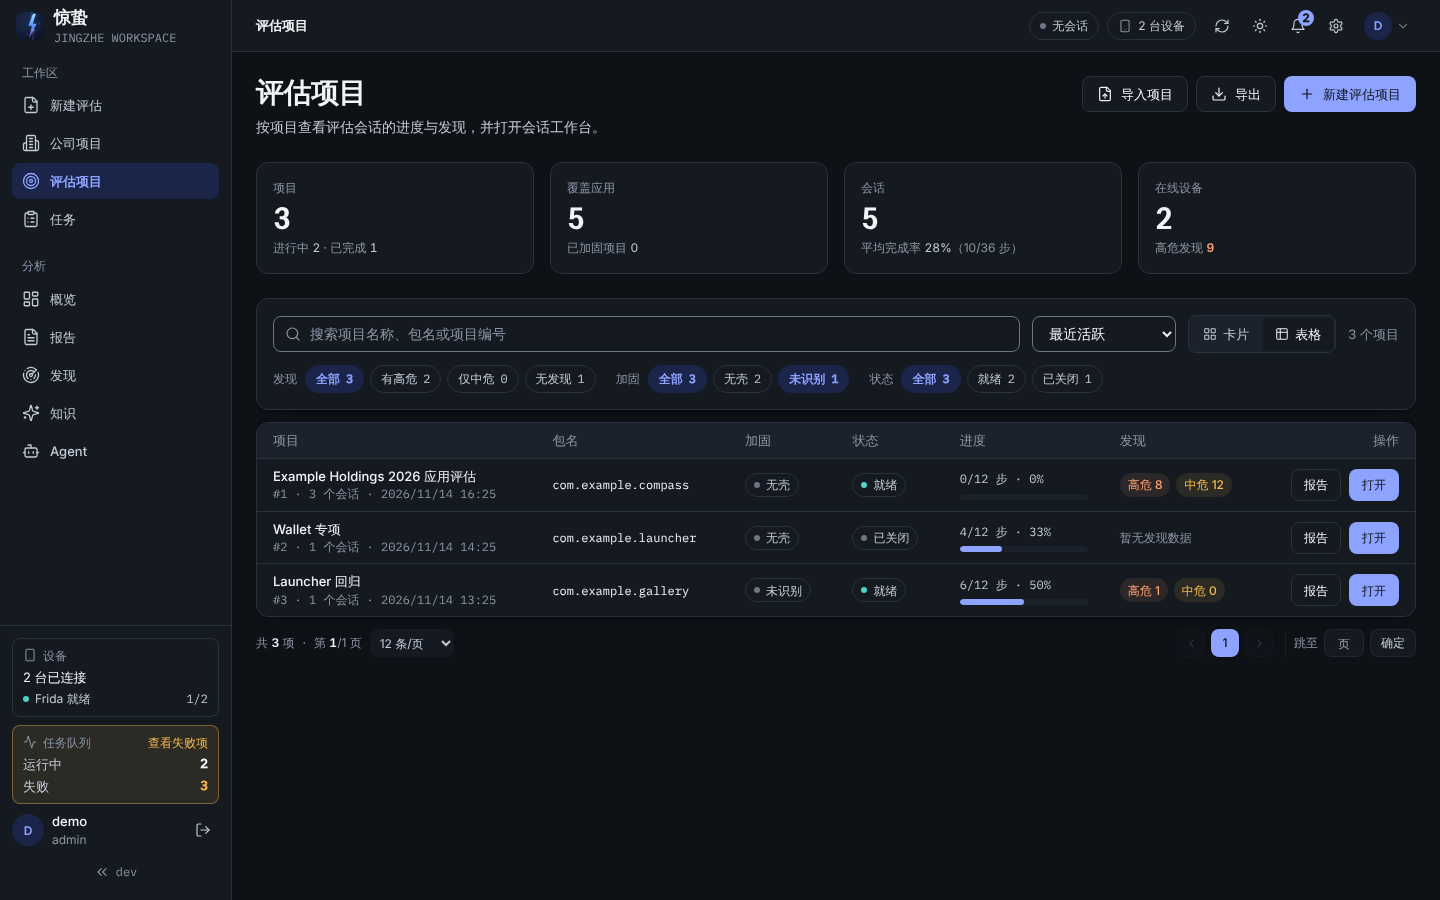 惊蛰
JINGZHE WORKSPACE
工作区
新建评估
公司项目
评估项目
任务
分析
概览
报告
发现
知识
Agent
设备
2 台已连接
Frida 就绪 1/2
任务队列 查看失败项
运行中 2
失败 3
D demo
admin
dev
评估项目
无会话 2 台设备 2 D
评估项目
按项目查看评估会话的进度与发现，并打开会话工作台。
导入项目 导出 新建评估项目
项目
3
进行中 2 · 已完成 1
覆盖应用
5
已加固项目 0
会话
5
平均完成率 28%（10/36 步）
在线设备
2
高危发现 9
搜索项目名称、包名或项目编号 最近活跃 卡片 表格 3 个项目
发现 全部 3 有高危 2 仅中危 0 无发现 1 加固 全部 3 无壳 2 未识别 1 状态 全部 3 就绪 2 已关闭 1
项目 包名 加固 状态 进度 发现 操作
Example Holdings 2026 应用评估
#1 · 3 个会话 · 2026/11/14 16:25
com.example.compass 无壳 就绪 0/12 步 · 0% 高危 8 中危 12 报告 打开
Wallet 专项
#2 · 1 个会话 · 2026/11/14 14:25
com.example.launcher 无壳 已关闭 4/12 步 · 33% 暂无发现数据 报告 打开
Launcher 回归
#3 · 1 个会话 · 2026/11/14 13:25
com.example.gallery 未识别 就绪 6/12 步 · 50% 高危 1 中危 0 报告 打开
共 3 项 · 第 1/1 页 12 条/页 1 跳至 页 确定